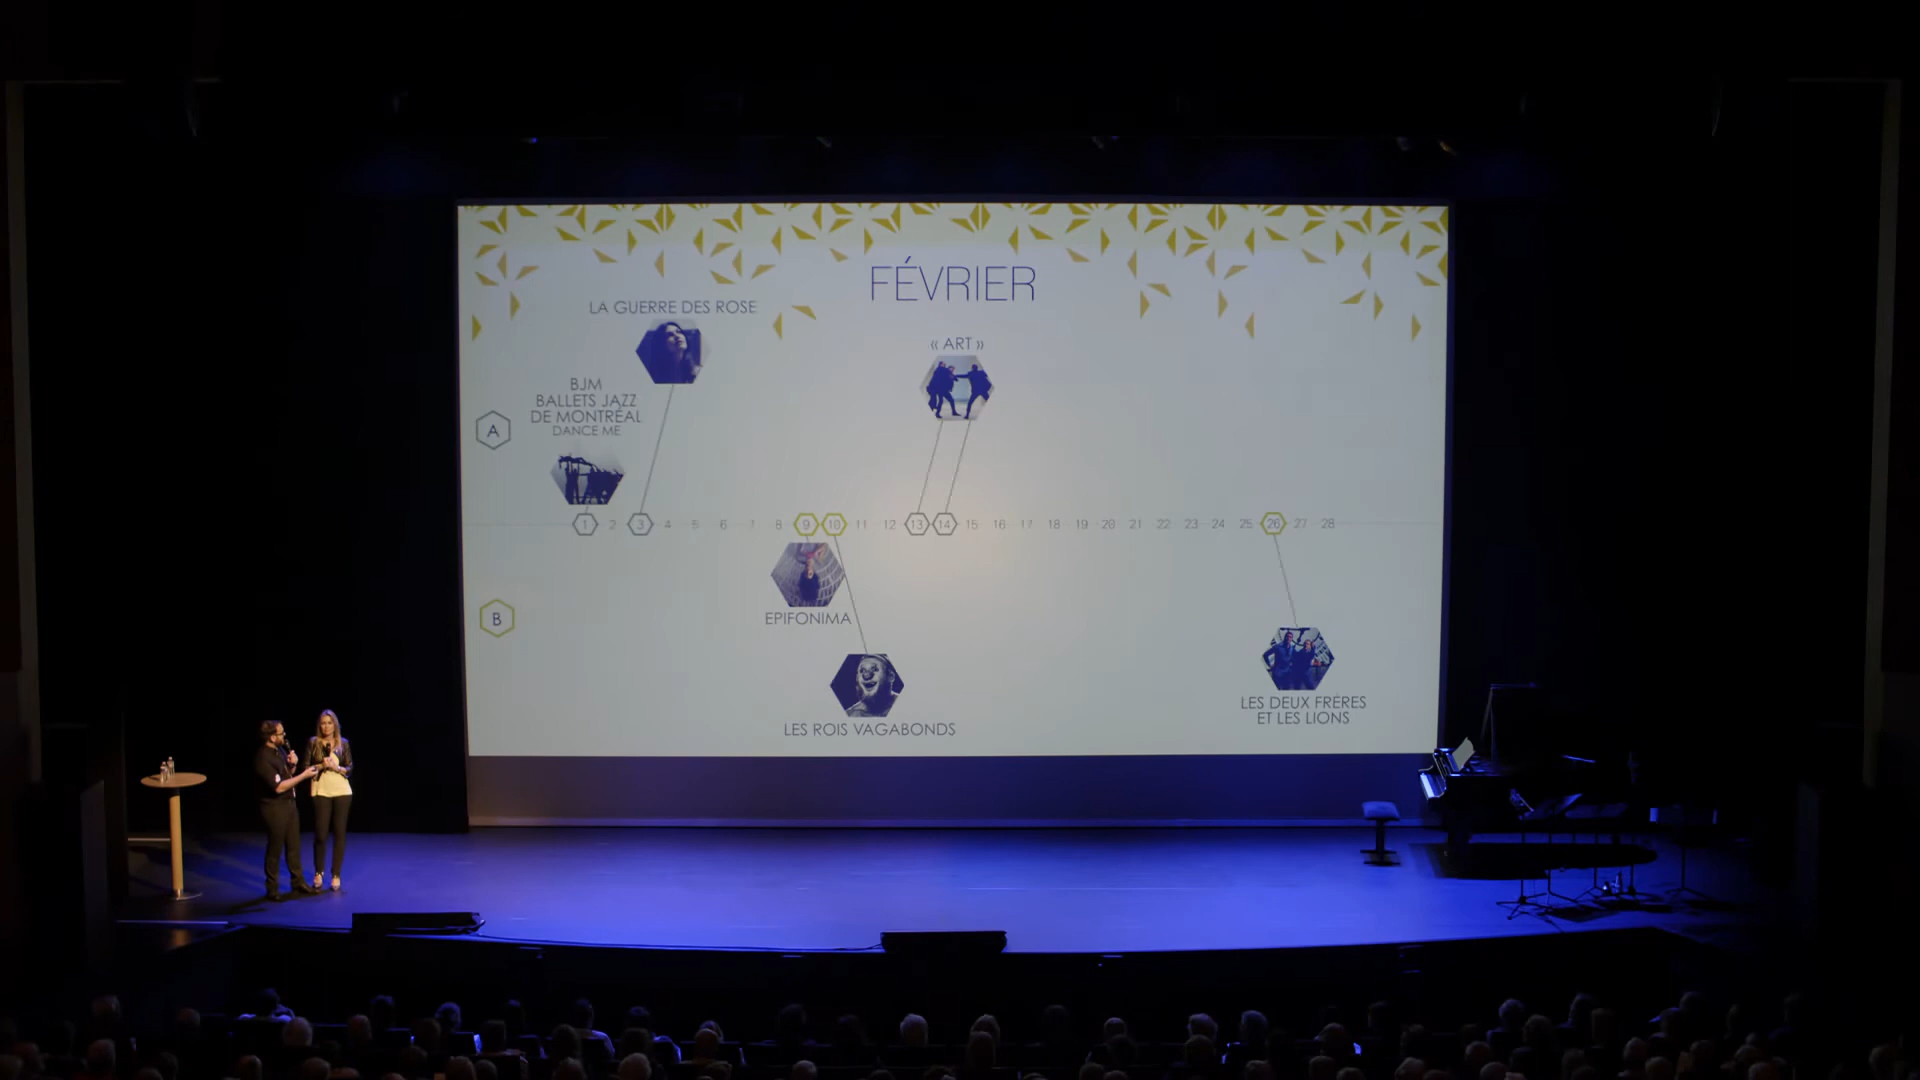 FÉVRIER
LA GUERRE DES ROSE
« ART »
BJM
BALLETS JAZZ
DE MONTRÉAL
DANCE ME
A
1 2 3 4 5 6 7 8 9 10 11 12 13 14 15 16 17 18 19 20 21 22 23 24 25 26 27 28
B
EPIFONIMA
LES ROIS VAGABONDS
LES DEUX FRÈRES
ET LES LIONS